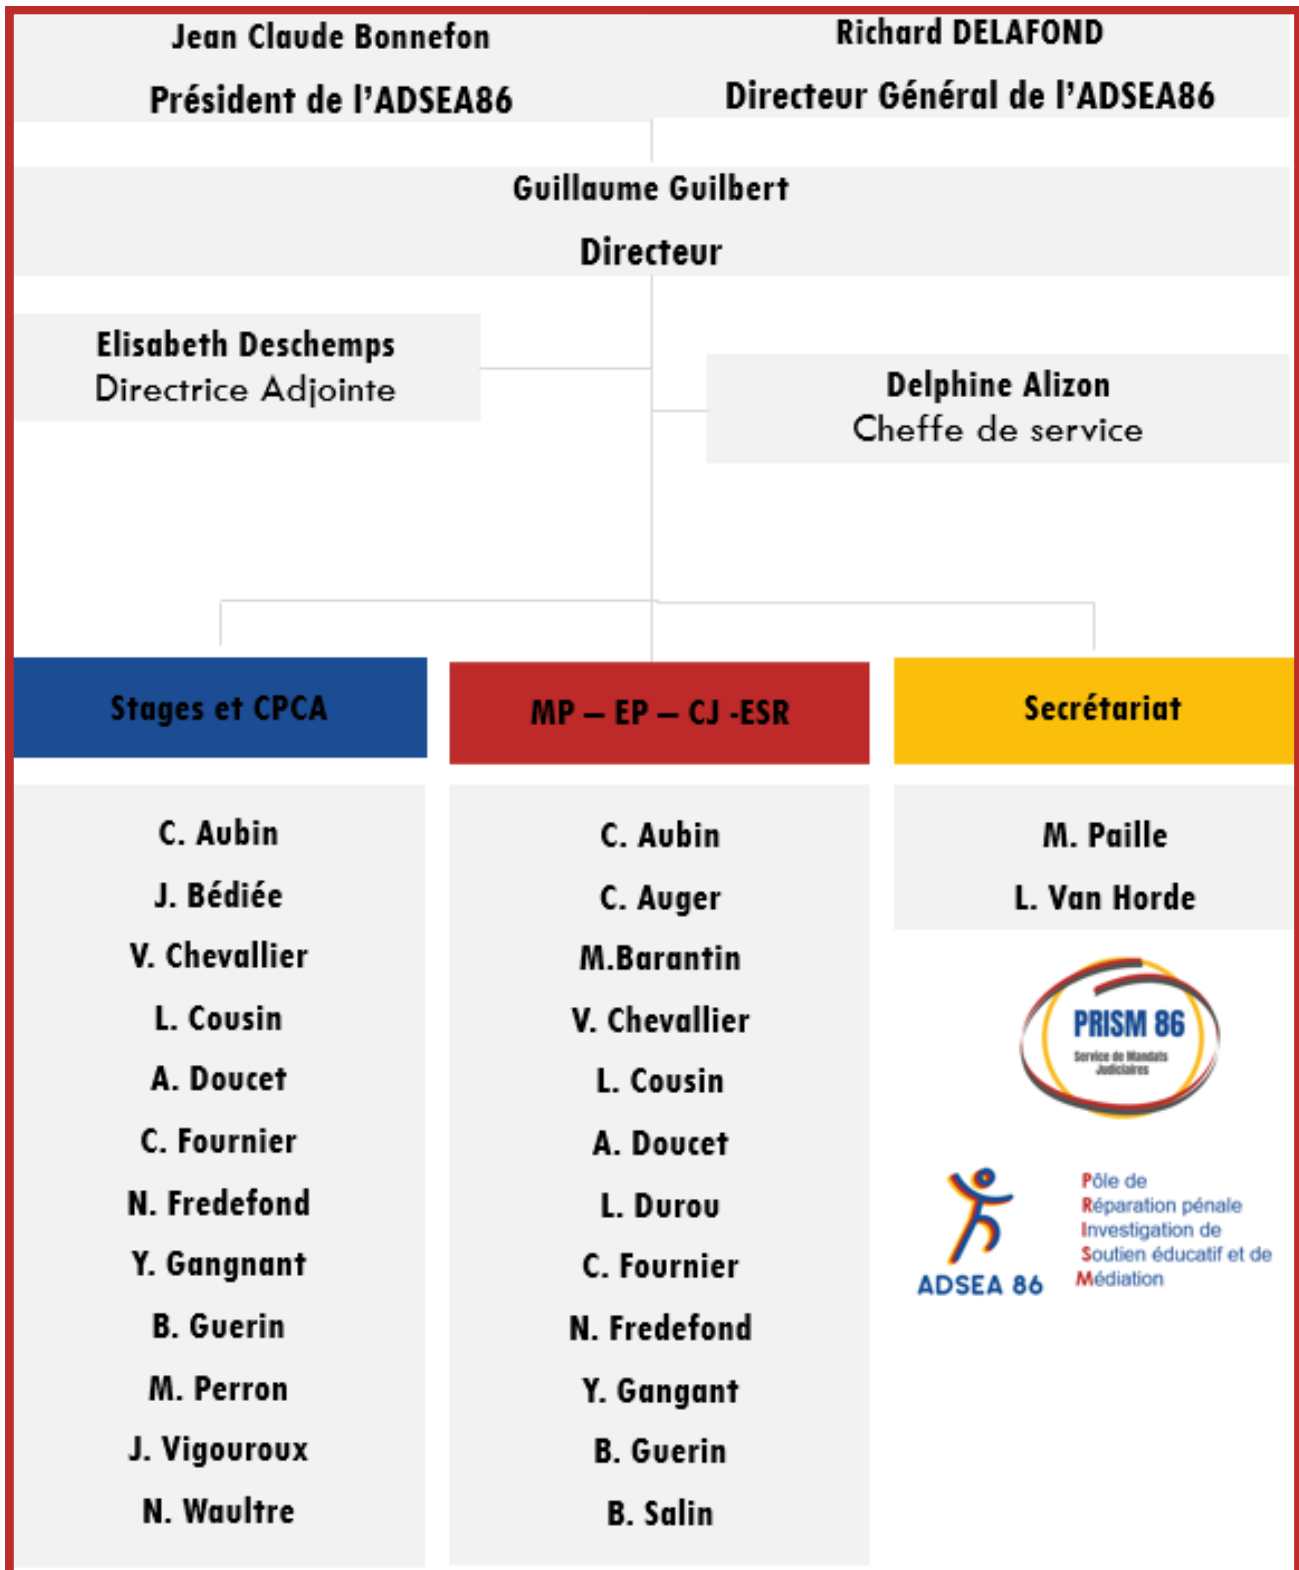 Jean Claude Bonnefon
Président de l'ADSEA86
Richard DELAFOND
Directeur Général de l'ADSEA86
Guillaume Guilbert
Directeur
Elisabeth Deschemps
Directrice Adjointe
Delphine Alizon
Cheffe de service
Stages et CPCA
C. Aubin
J. Bédiée
V. Chevallier
L. Cousin
A. Doucet
C. Fournier
N. Fredefond
Y. Gangnant
B. Guerin
M. Perron
J. Vigouroux
N. Waultre
MP – EP – CJ -ESR
C. Aubin
C. Auger
M.Barantin
V. Chevallier
L. Cousin
A. Doucet
L. Durou
C. Fournier
N. Fredefond
Y. Gangant
B. Guerin
B. Salin
Secrétariat
M. Paille
L. Van Horde
PRISM 86
Service de Mandats
Judiciaires
ADSEA 86
Pôle de
Réparation pénale
Investigation de
Soutien éducatif et de
Médiation